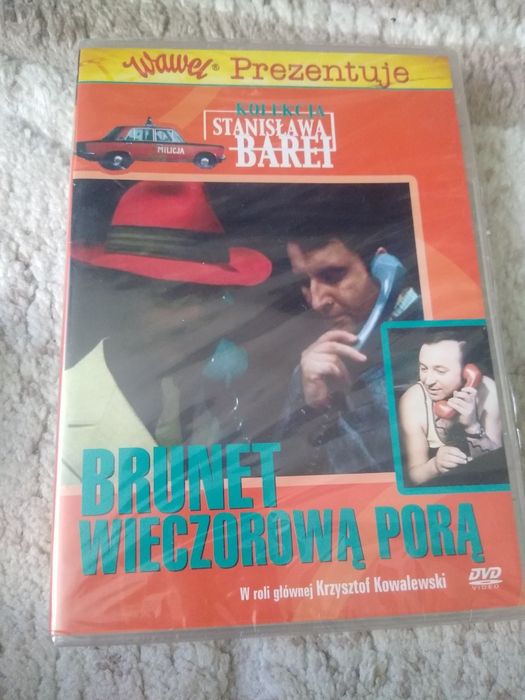 Wawel® Prezentuje
KOLEKCJA
STANISŁAWA
BAREI
MILICJA
BRUNET
WIECZOROWĄ PORĄ
W roli głównej Krzysztof Kowalewski
DVD
VIDEO